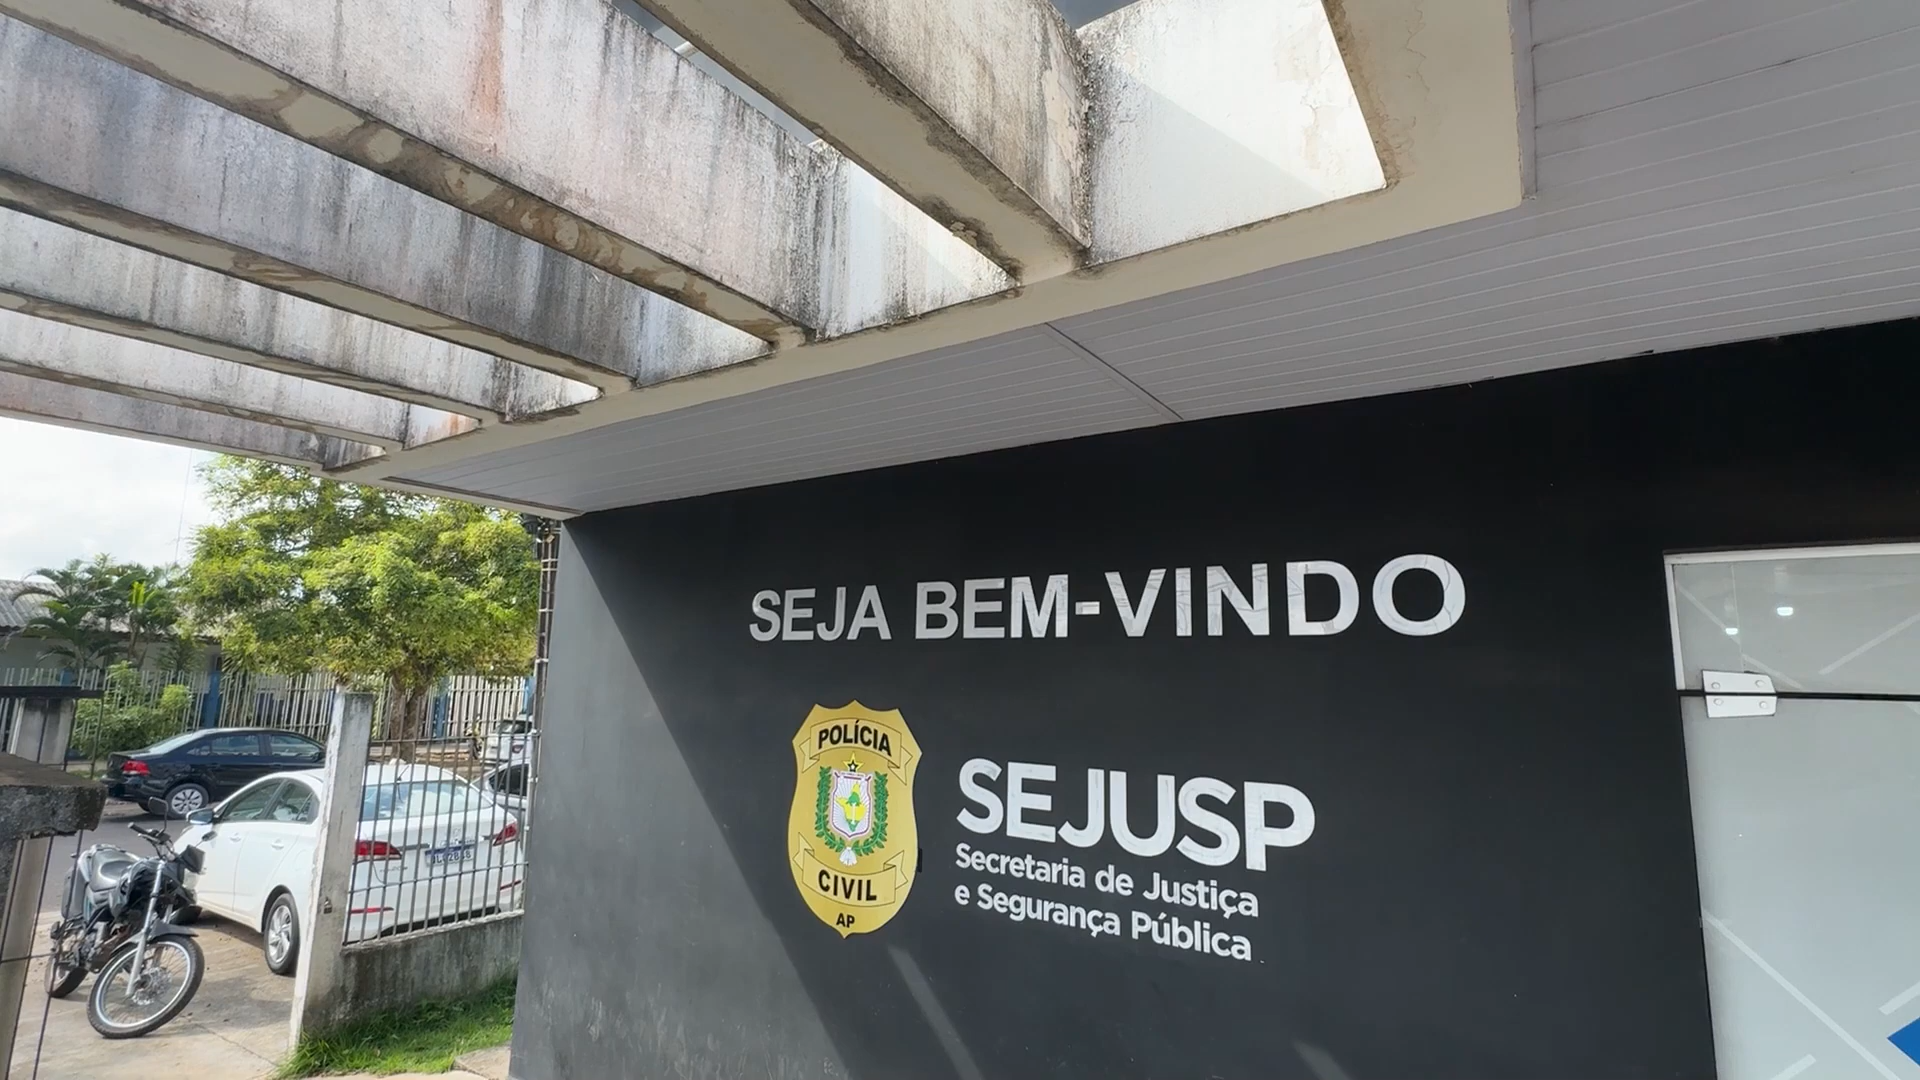 SEJA BEM-VINDO
POLÍCIA
CIVIL
AP
SEJUSP
Secretaria de Justiça
e Segurança Pública